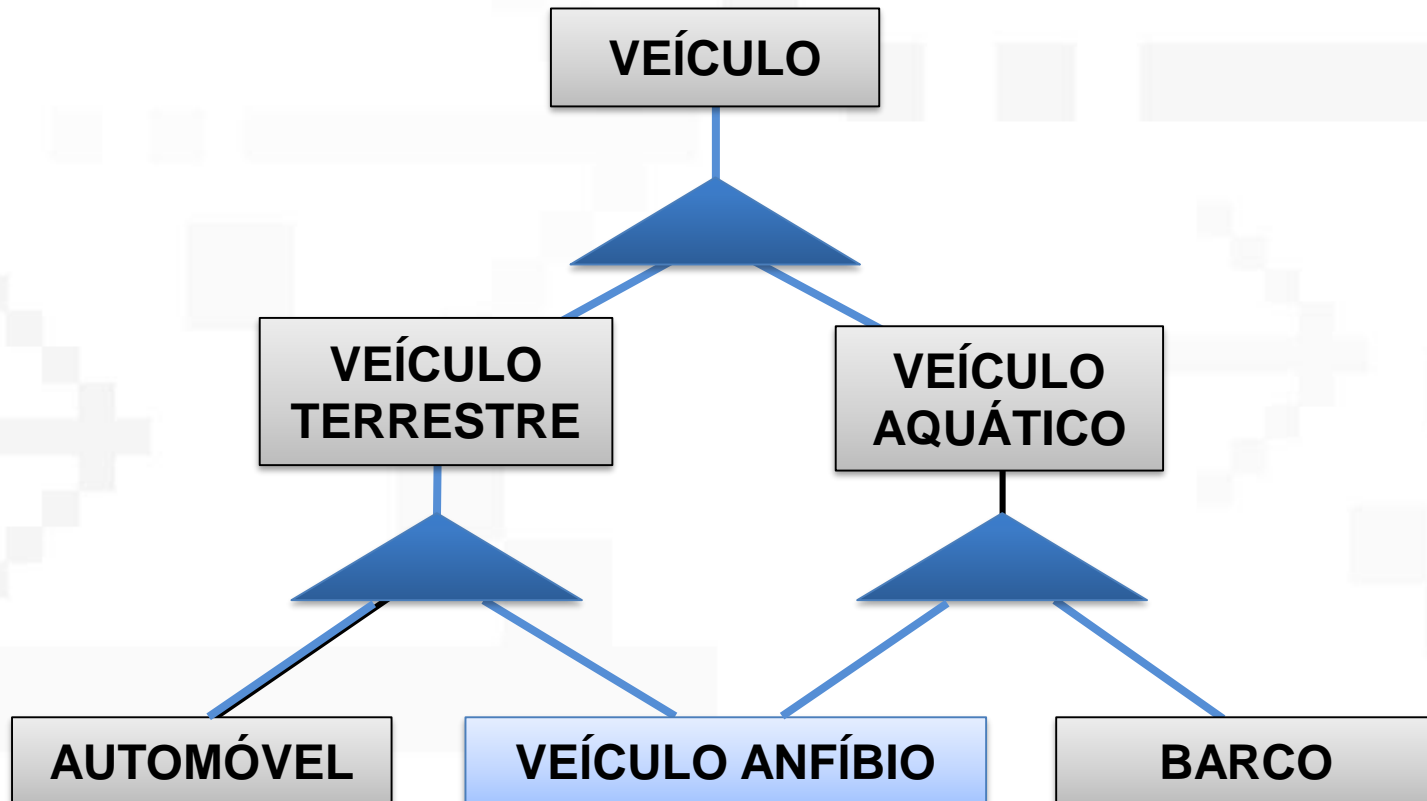 VEÍCULO
VEÍCULO
TERRESTRE
VEÍCULO
AQUÁTICO
AUTOMÓVEL
VEÍCULO ANFÍBIO
BARCO